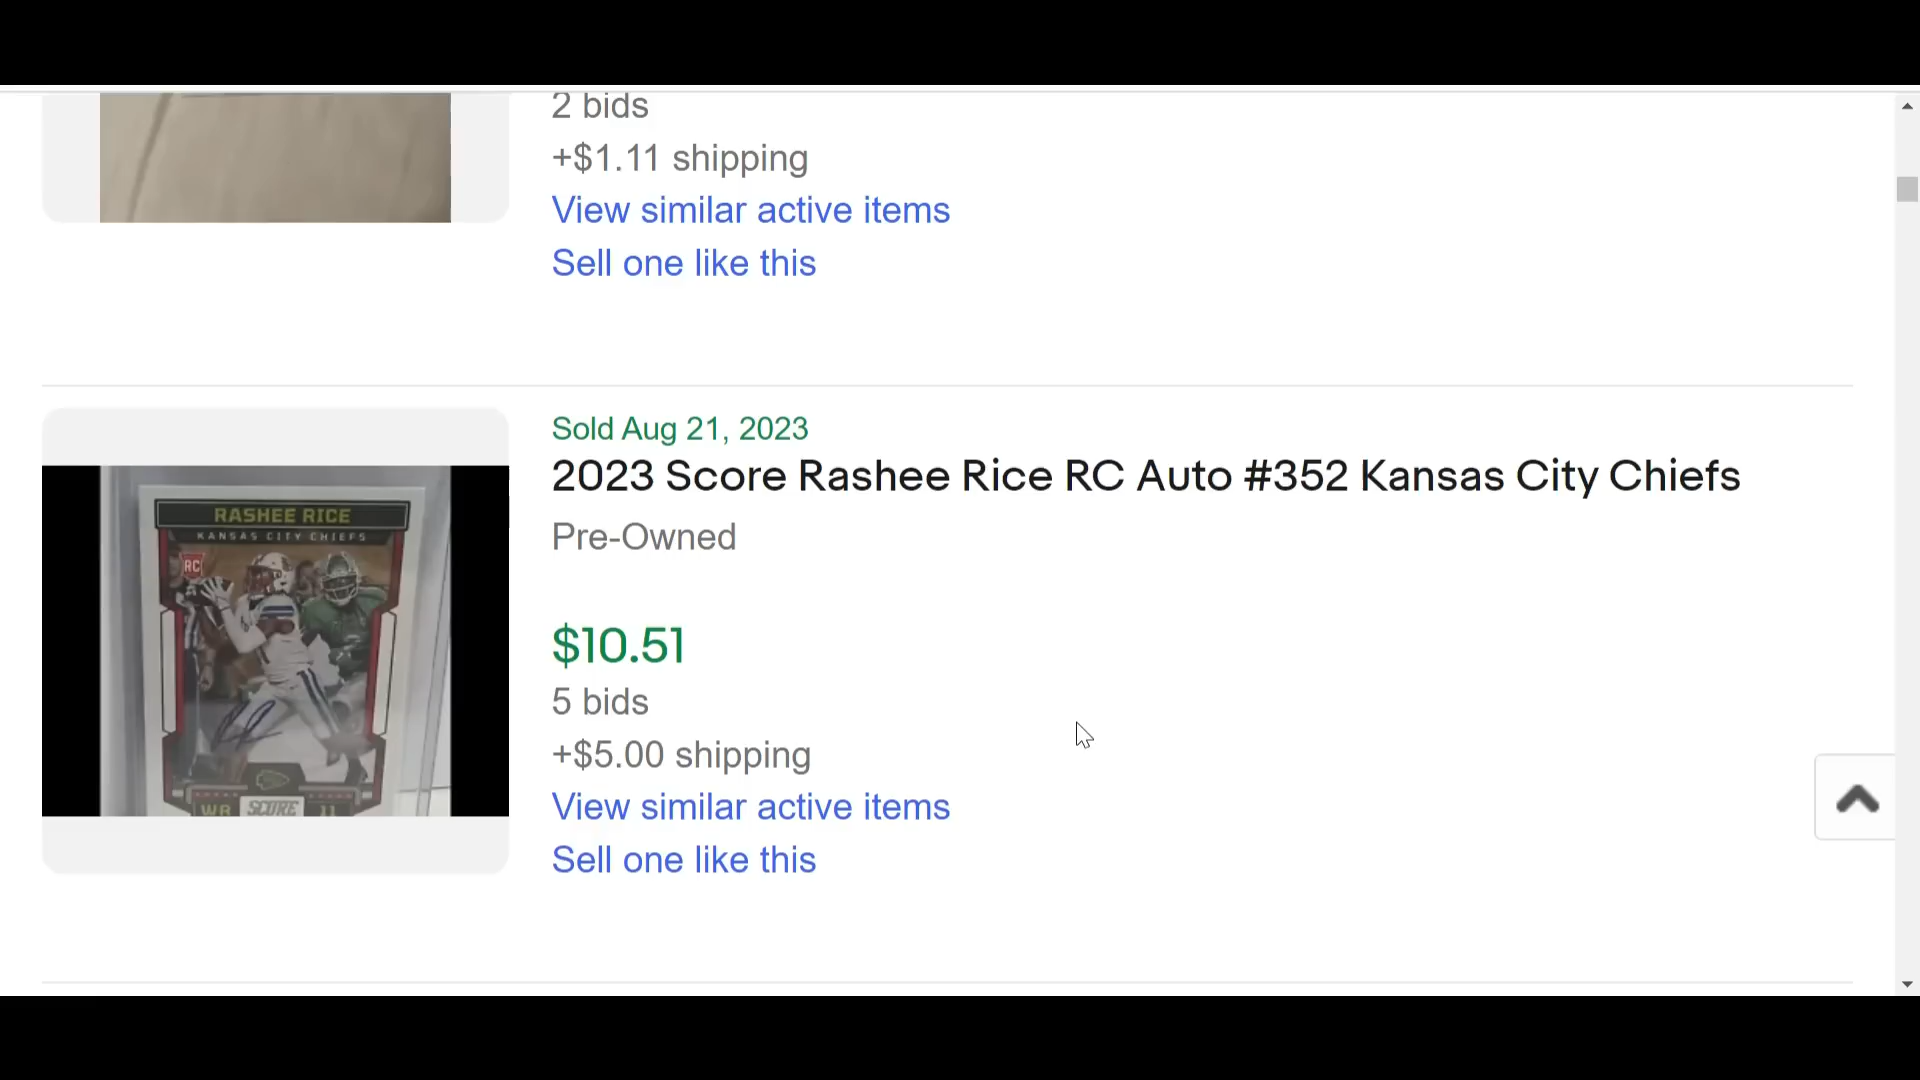 2 bids
+$1.11 shipping
View similar active items
Sell one like this
Sold Aug 21, 2023
2023 Score Rashee Rice RC Auto #352 Kansas City Chiefs
Pre-Owned
$10.51
5 bids
+$5.00 shipping
View similar active items
Sell one like this
RASHEE RICE
KANSAS CITY CHIEFS
RC
WR SCORE 11